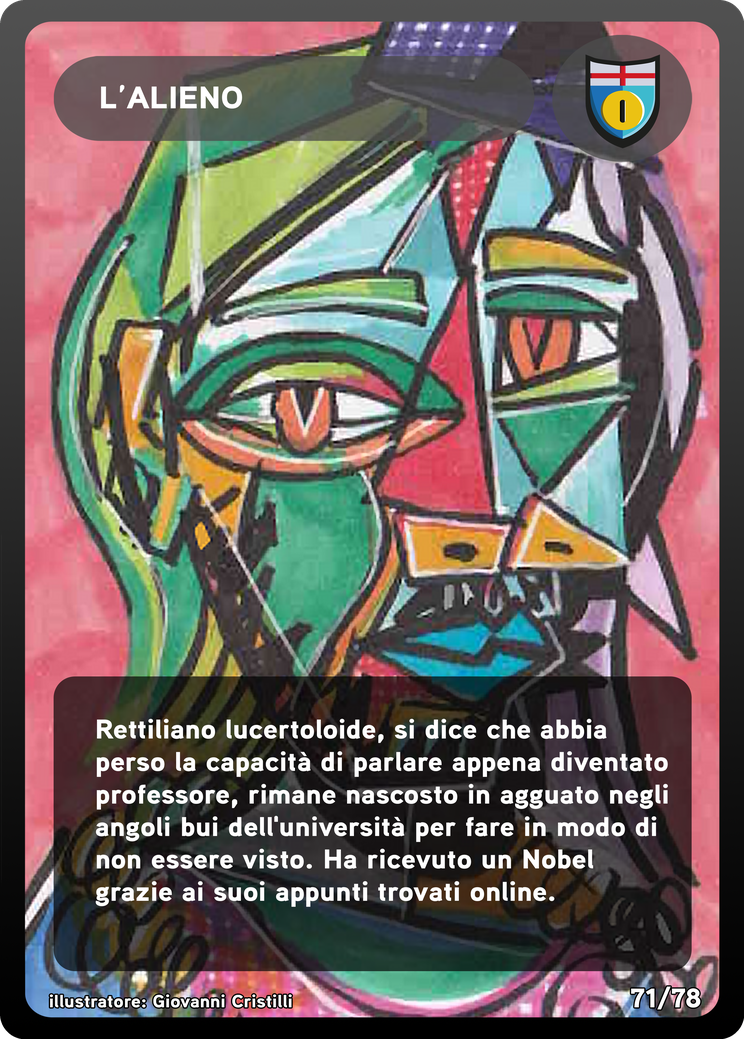 L'ALIENO
1
Rettiliano lucertoloide, si dice che abbia
perso la capacità di parlare appena diventato
professore, rimane nascosto in agguato negli
angoli bui dell'università per fare in modo di
non essere visto. Ha ricevuto un Nobel
grazie ai suoi appunti trovati online.
illustratore: Giovanni Cristilli
71/78